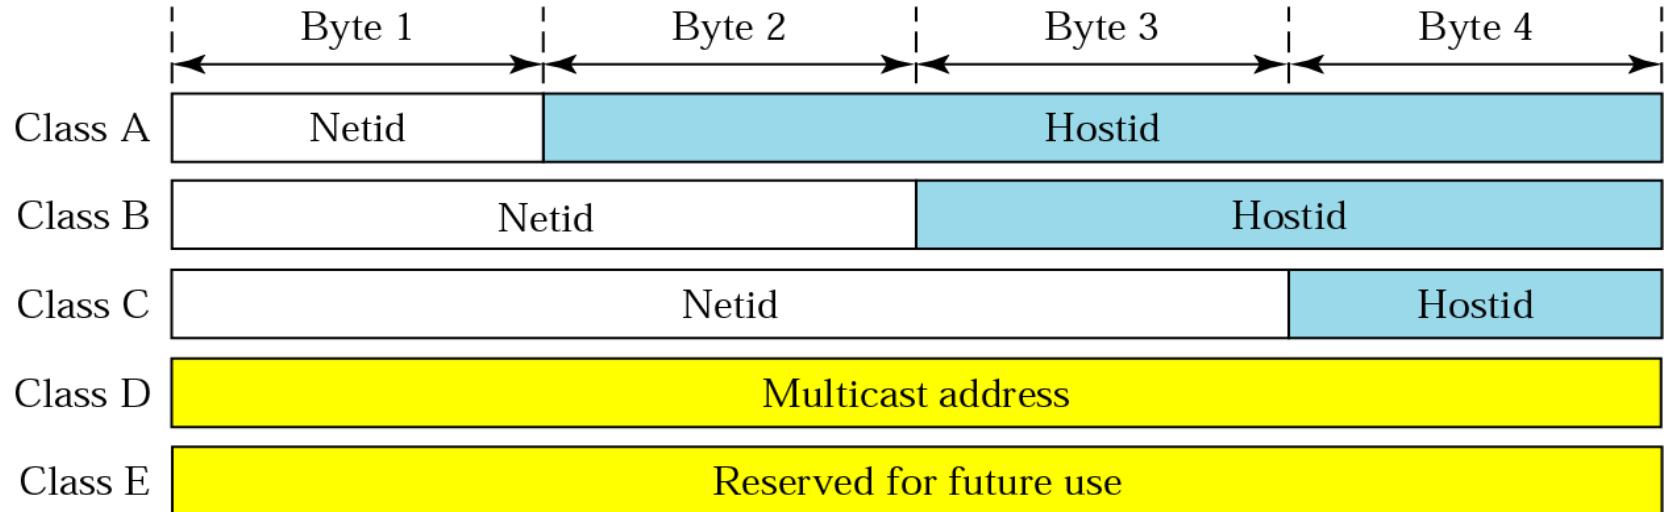 Byte 1 Byte 2 Byte 3 Byte 4
Class A Netid Hostid
Class B Netid Hostid
Class C Netid Hostid
Class D Multicast address
Class E Reserved for future use